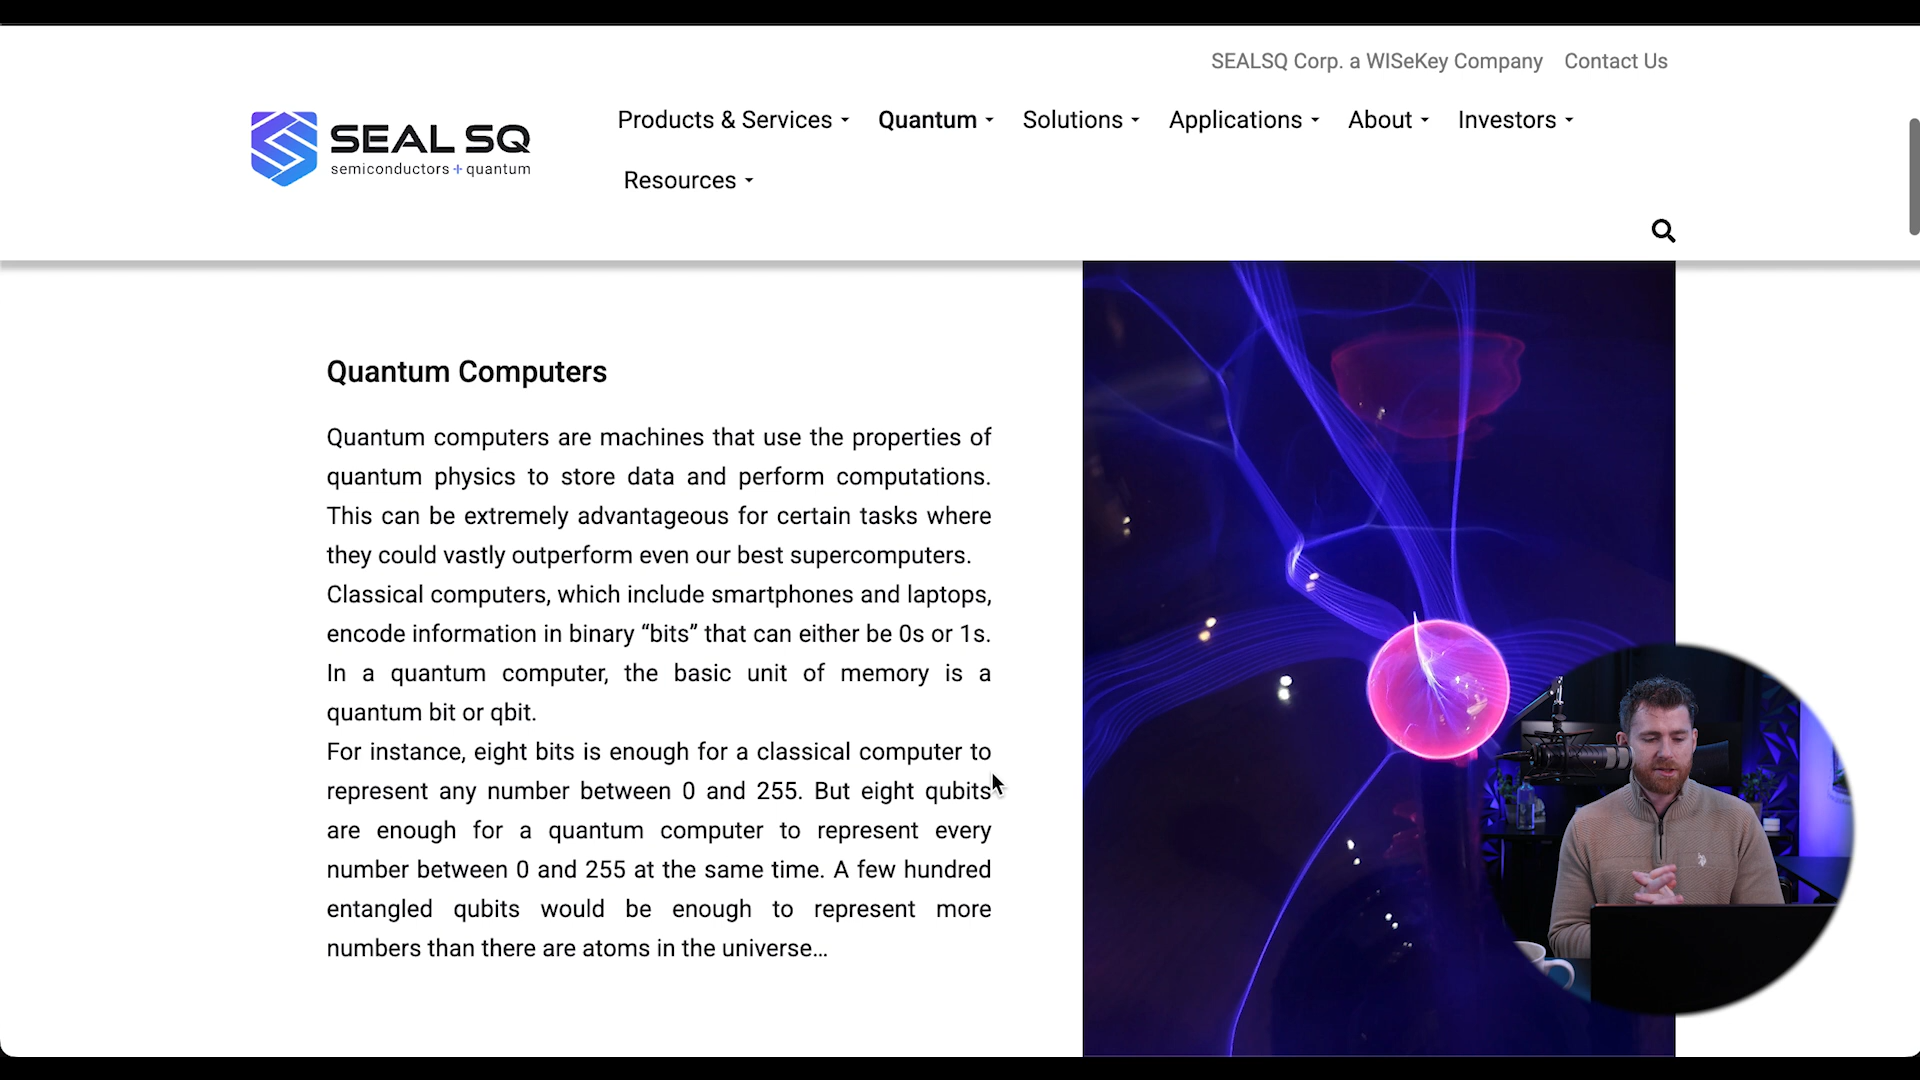 SEALSQ Corp. a WISeKey Company Contact Us
SEAL SQ
semiconductors + quantum
Products & Services Quantum Solutions Applications About Investors
Resources
Quantum Computers
Quantum computers are machines that use the properties of
quantum physics to store data and perform computations.
This can be extremely advantageous for certain tasks where
they could vastly outperform even our best supercomputers.
Classical computers, which include smartphones and laptops,
encode information in binary “bits” that can either be 0s or 1s.
In a quantum computer, the basic unit of memory is a
quantum bit or qbit.
For instance, eight bits is enough for a classical computer to
represent any number between 0 and 255. But eight qubits
are enough for a quantum computer to represent every
number between 0 and 255 at the same time. A few hundred
entangled qubits would be enough to represent more
numbers than there are atoms in the universe…